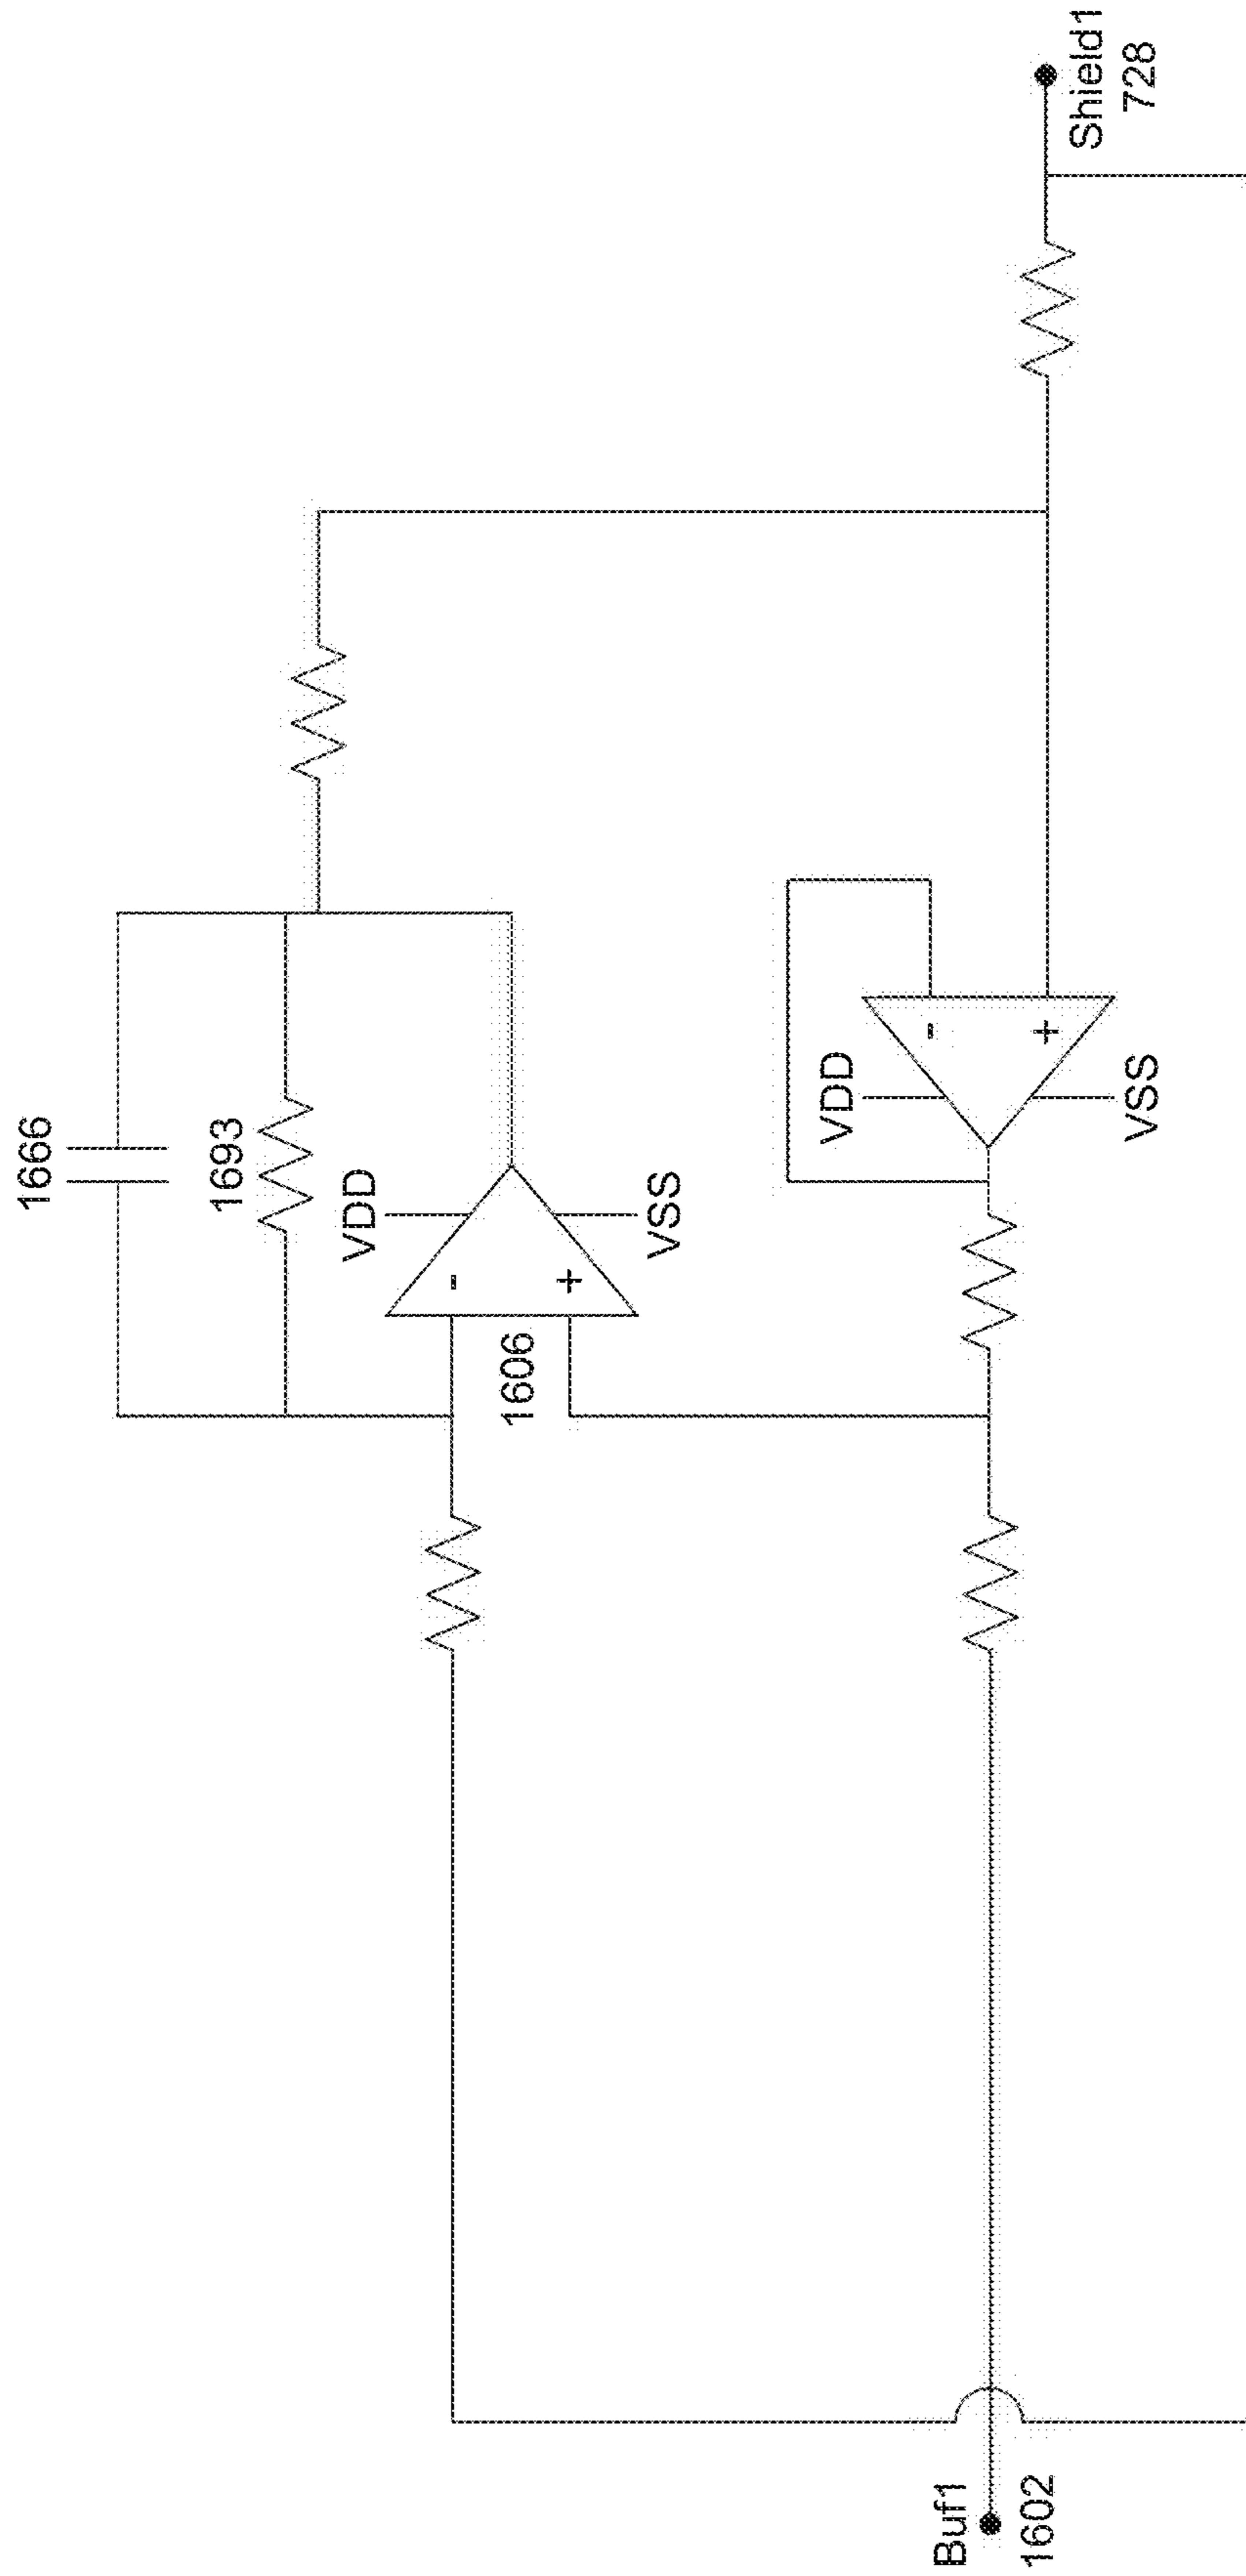 1666
1693
VDD
-
+
VSS
1606
VDD
-
+
VSS
Shield1
728
Buf1
1602